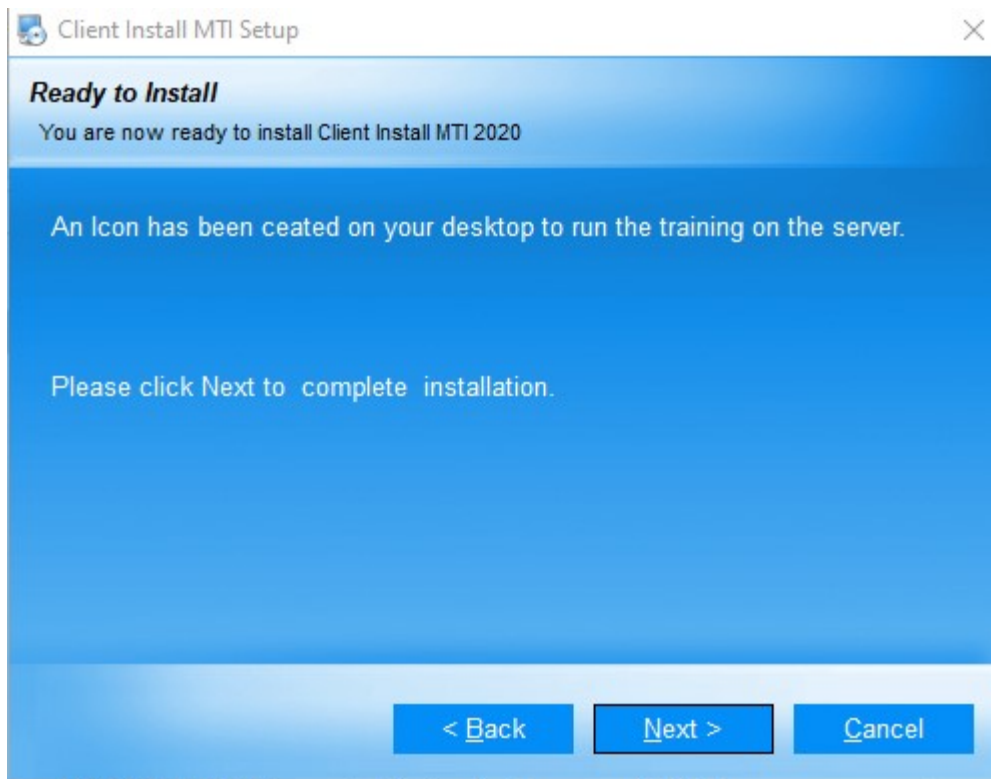 Client Install MTI Setup
Ready to Install
You are now ready to install Client Install MTI 2020
An Icon has been ceated on your desktop to run the training on the server.
Please click Next to  complete  installation.
< Back
Next >
Cancel